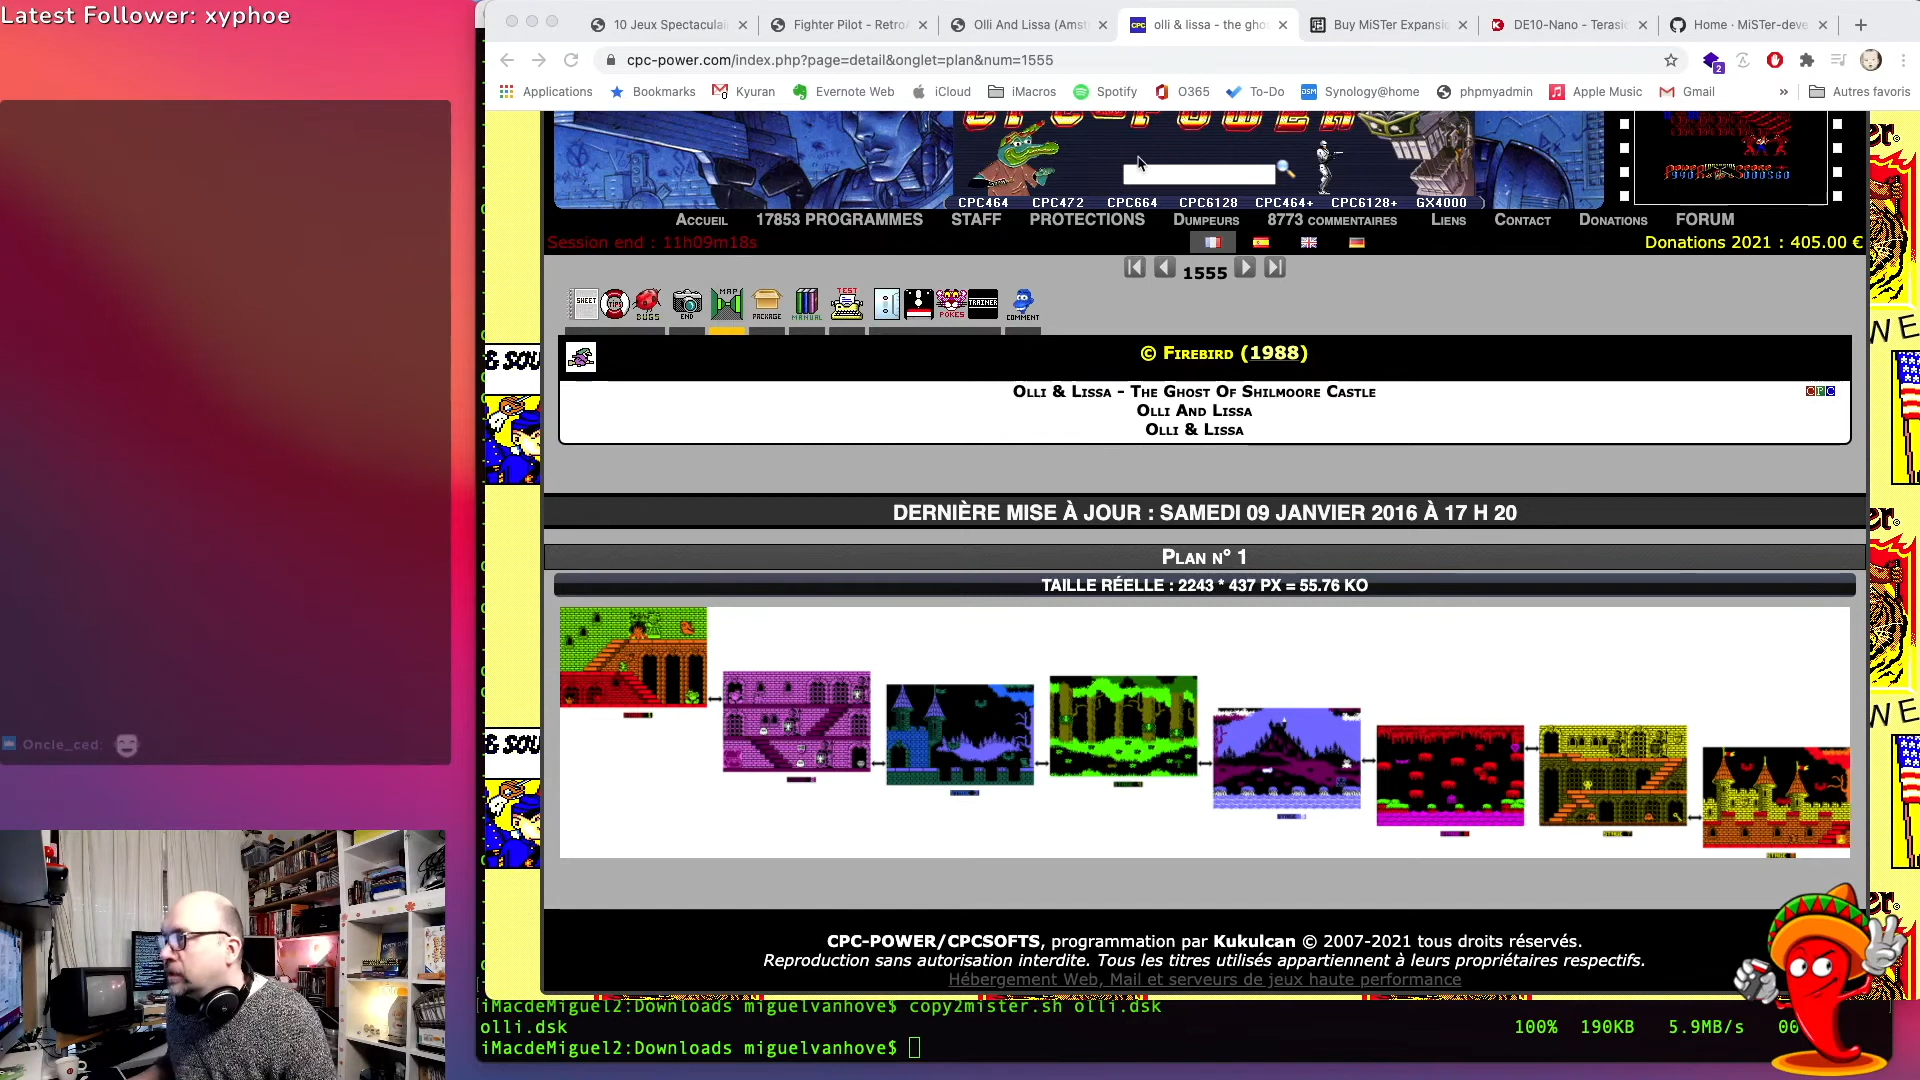 Latest Follower: xyphoe
10 Jeux Spectaculai
Fighter Pilot - Retro
Olli And Lissa (Amst
olli & lissa - the gho
Buy MiSTer Expansi
DE10-Nano - Terasic
Home · MiSTer-deve
cpc-power.com/index.php?page=detail&onglet=plan&num=1555
2
Applications
Bookmarks
Kyuran
Evernote Web
iCloud
iMacros
Spotify
O365
To-Do
Synology@home
phpmyadmin
Apple Music
Gmail
»
Autres favoris
CPC-POWER
CPC464 CPC472 CPC664 CPC6128 CPC464+ CPC6128+ GX4000
Accueil 17853 PROGRAMMES STAFF PROTECTIONS Dumpeurs 8773 commentaires Liens Contact Donations FORUM
Session end : 11h09m18s
Donations 2021 : 405.00 €
1555
SHEET TIPS BUGS END MAP PACKAGE MANUAL TEST POKES TRAINER COMMENT
© Firebird (1988)
Olli & Lissa - The Ghost Of Shilmoore Castle
CPC
Olli And Lissa
Olli & Lissa
DERNIÈRE MISE À JOUR : SAMEDI 09 JANVIER 2016 À 17 H 20
Plan n° 1
TAILLE RÉELLE : 2243 * 437 PX = 55.76 KO
Oncle_ced:
CPC-POWER/CPCSOFTS, programmation par Kukulcan © 2007-2021 tous droits réservés.
Reproduction sans autorisation interdite. Tous les titres utilisés appartiennent à leurs propriétaires respectifs.
Hébergement Web, Mail et serveurs de jeux haute performance
iMacdeMiguel2:Downloads miguelvanhove$ copy2mister.sh olli.dsk
olli.dsk 100% 190KB 5.9MB/s
iMacdeMiguel2:Downloads miguelvanhove$